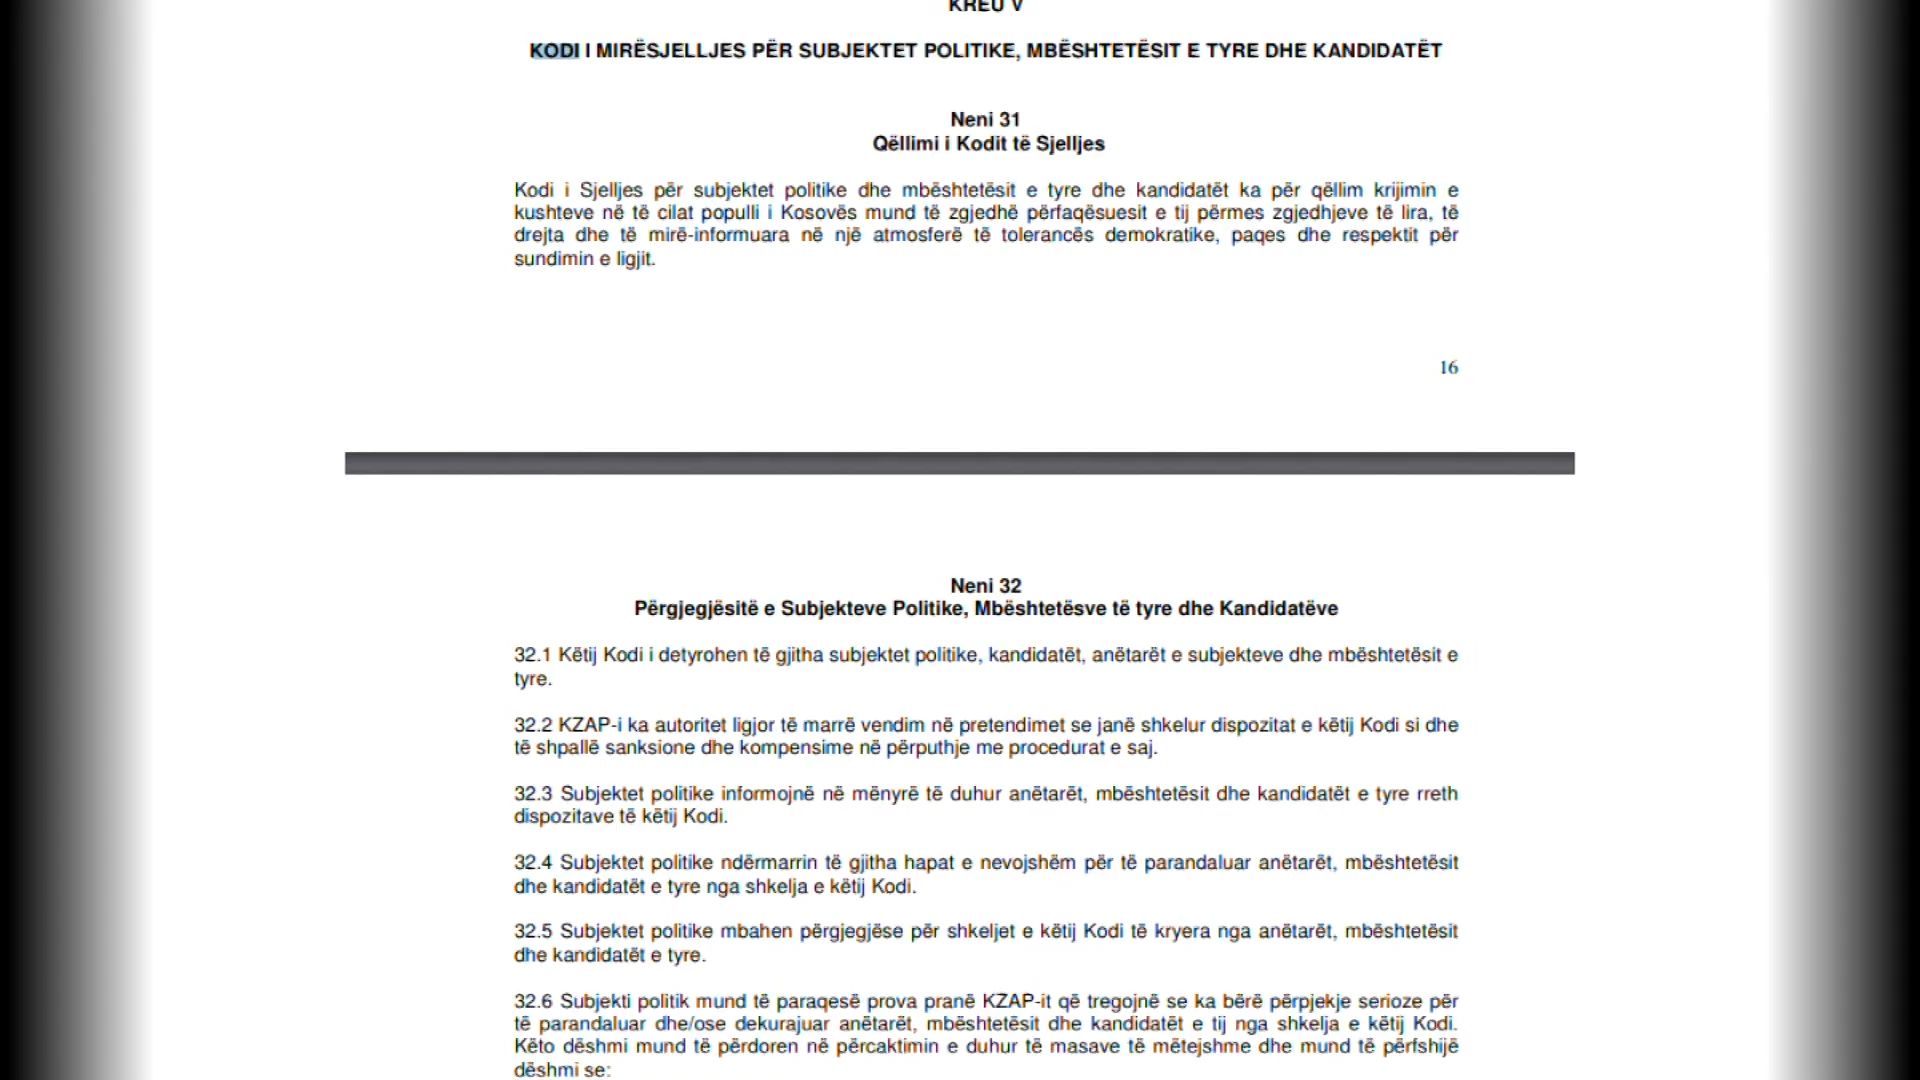 KREU V
KODI I MIRËSJELLJES PËR SUBJEKTET POLITIKE, MBËSHTETËSIT E TYRE DHE KANDIDATËT
Neni 31
Qëllimi i Kodit të Sjelljes
Kodi i Sjelljes për subjektet politike dhe mbështetësit e tyre dhe kandidatët ka për qëllim krijimin e
kushteve në të cilat populli i Kosovës mund të zgjedhë përfaqësuesit e tij përmes zgjedhjeve të lira, të
drejta dhe të mirë-informuara në një atmosferë të tolerancës demokratike, paqes dhe respektit për
sundimin e ligjit.
16
Neni 32
Përgjegjësitë e Subjekteve Politike, Mbështetësve të tyre dhe Kandidatëve
32.1 Këtij Kodi i detyrohen të gjitha subjektet politike, kandidatët, anëtarët e subjekteve dhe mbështetësit e
tyre.
32.2 KZAP-i ka autoritet ligjor të marrë vendim në pretendimet se janë shkelur dispozitat e këtij Kodi si dhe
të shpallë sanksione dhe kompensime në përputhje me procedurat e saj.
32.3 Subjektet politike informojnë në mënyrë të duhur anëtarët, mbështetësit dhe kandidatët e tyre rreth
dispozitave të këtij Kodi.
32.4 Subjektet politike ndërmarrin të gjitha hapat e nevojshëm për të parandaluar anëtarët, mbështetësit
dhe kandidatët e tyre nga shkelja e këtij Kodi.
32.5 Subjektet politike mbahen përgjegjëse për shkeljet e këtij Kodi të kryera nga anëtarët, mbështetësit
dhe kandidatët e tyre.
32.6 Subjekti politik mund të paraqesë prova pranë KZAP-it që tregojnë se ka bërë përpjekje serioze për
të parandaluar dhe/ose dekurajuar anëtarët, mbështetësit dhe kandidatët e tij nga shkelja e këtij Kodi.
Këto dëshmi mund të përdoren në përcaktimin e duhur të masave të mëtejshme dhe mund të përfshijë
dëshmi se: